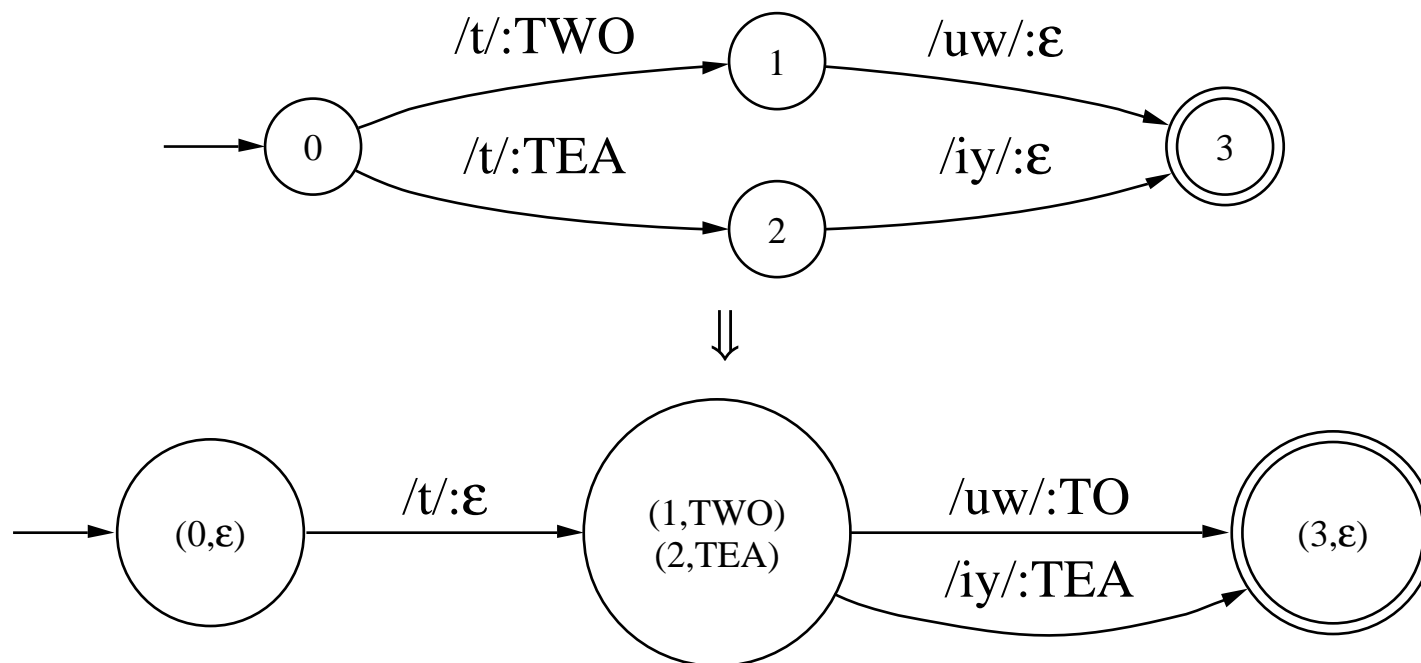 /t/:TWO
/uw/:ε
1
0
/t/:TEA
/iy/:ε
3
2
⇓
/t/:ε
/uw/:TO
(0,ε)
(1,TWO)
(2,TEA)
(3,ε)
/iy/:TEA